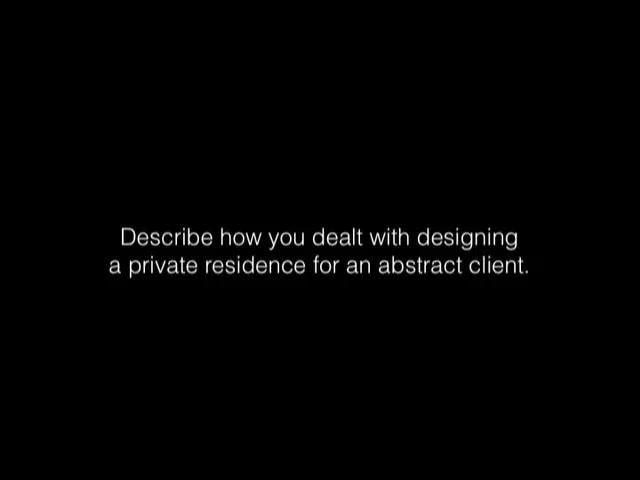 Describe how you dealt with designing
a private residence for an abstract client.